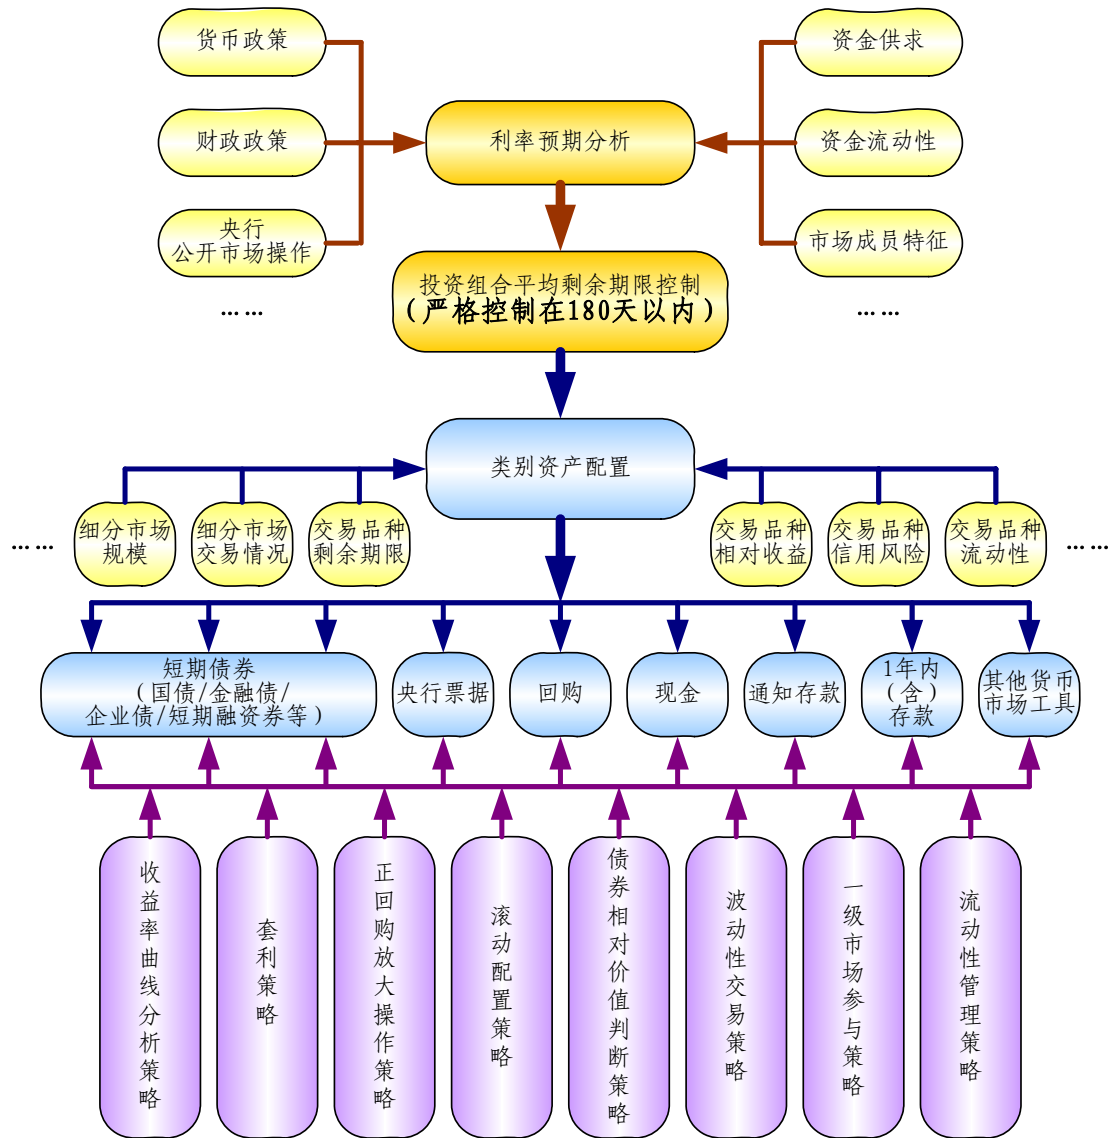 货币政策
资金供求
财政政策
利率预期分析
资金流动性
央行
公开市场操作
市场成员特征
……
投资组合平均剩余期限控制
(严格控制在180天以内)
……
类别资产配置
……
细分市场
规模
细分市场
交易情况
交易品种
剩余期限
交易品种
相对收益
交易品种
信用风险
交易品种
流动性
……
短期债券
(国债/金融债/
企业债/短期融资券等)
央行票据
回购
现金
通知存款
1年内
(含)
存款
其他货币
市场工具
收益率曲线分析策略
套利策略
正回购放大操作策略
滚动配置策略
债券相对价值判断策略
波动性交易策略
一级市场参与策略
流动性管理策略